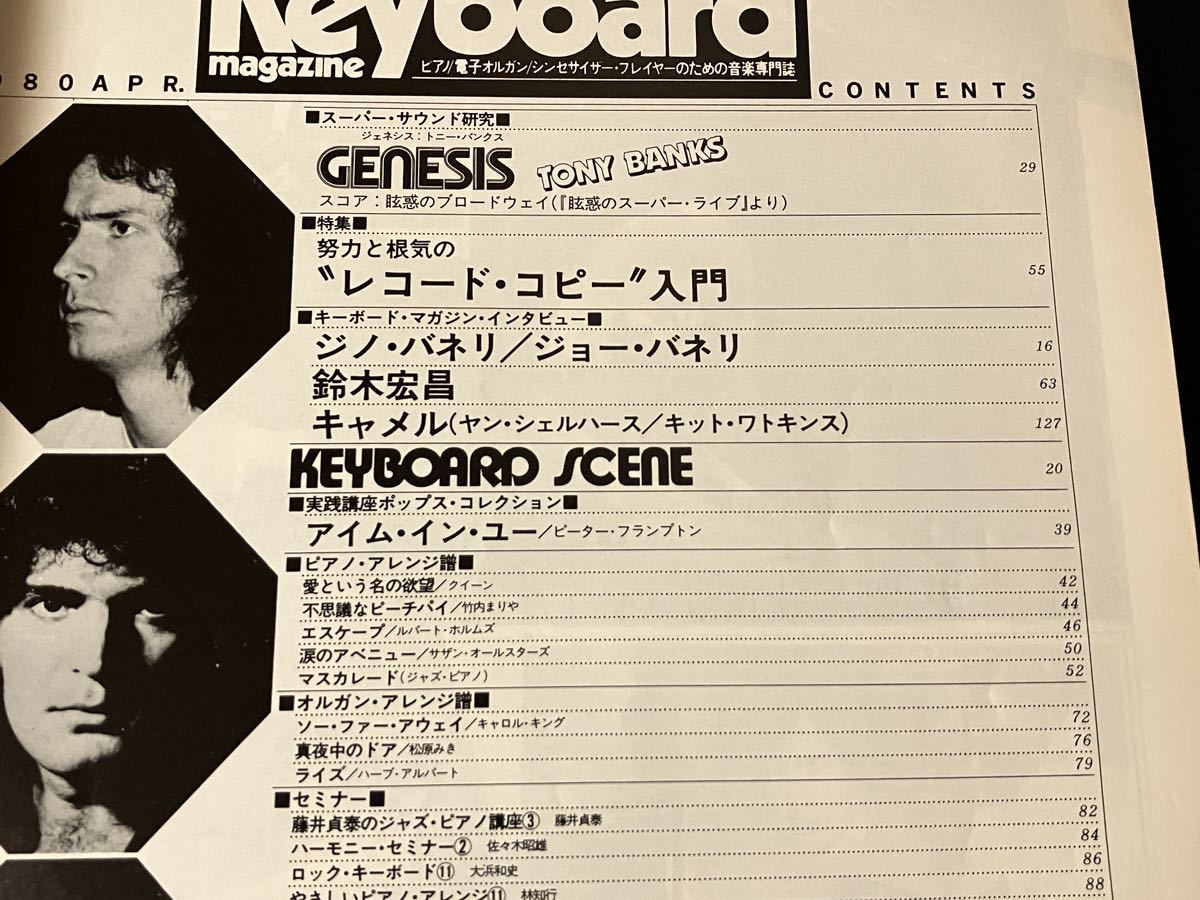 Keyboard
magazine
ピアノ/電子オルガン/シンセサイザー・プレイヤーのための音楽専門誌
980 APR.
CONTENTS
■スーパー・サウンド研究■
ジェネシス:トニー・バンクス
GENESIS TONY BANKS 29
スコア:眩惑のブロードウェイ(『眩惑のスーパー・ライブ』より)
■特集■
努力と根気の
〝レコード・コピー〟入門 55
■キーボード・マガジン・インタビュー■
ジノ・バネリ/ジョー・バネリ 16
鈴木宏昌 63
キャメル(ヤン・シェルハース/キット・ワトキンス) 127
KEYBOARD SCENE 20
■実践講座ポップス・コレクション■
アイム・イン・ユー/ピーター・フランプトン 39
■ピアノ・アレンジ譜■
愛という名の欲望/クイーン 42
不思議なピーチパイ/竹内まりや 44
エスケープ/ルパート・ホルムズ 46
涙のアベニュー/サザン・オールスターズ 50
マスカレード(ジャズ・ピアノ) 52
■オルガン・アレンジ譜■
ソー・ファー・アウェイ/キャロル・キング 72
真夜中のドア/松原みき 76
ライズ/ハーブ・アルパート 79
■セミナー■
藤井貞泰のジャズ・ピアノ講座③ 藤井貞泰 82
ハーモニー・セミナー② 佐々木昭雄 84
ロック・キーボード⑪ 大浜和史 86
やさしいピアノ・アレンジ⑪ 林知行 88